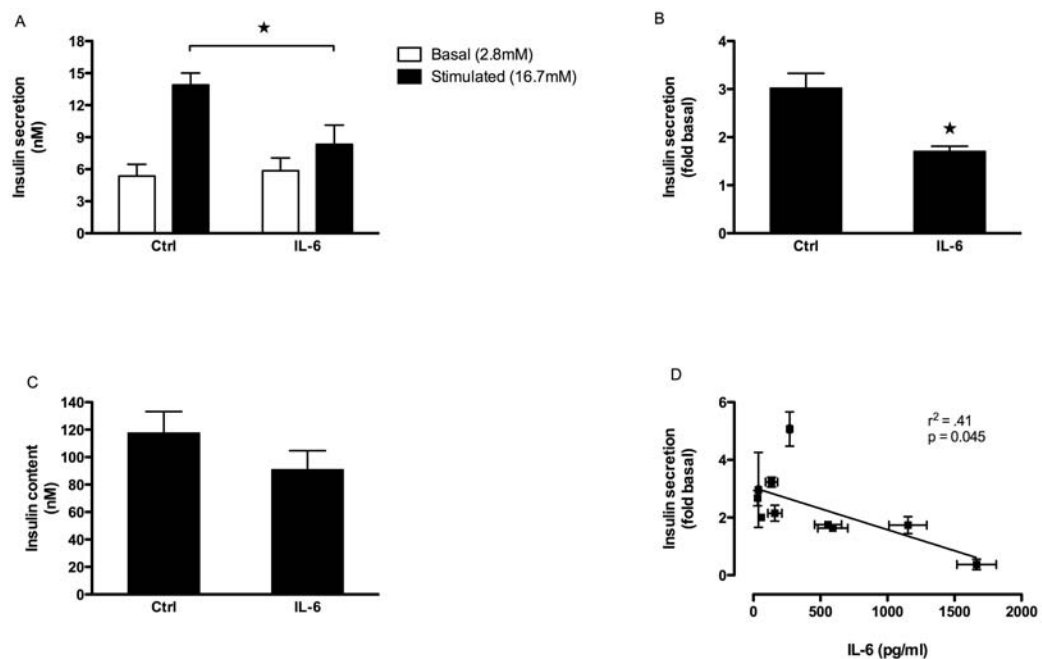 A
★
18
15
12
9
6
3
0
Insulin secretion
(nM)
Ctrl
IL-6
Basal (2.8mM)
Stimulated (16.7mM)
B
4
3
2
1
0
Insulin secretion
(fold basal)
★
Ctrl
IL-6
C
140
120
100
80
60
40
20
0
Insulin content
(nM)
Ctrl
IL-6
D
6
4
2
0
Insulin secretion
(fold basal)
r² = .41
p = 0.045
0
500
1000
1500
2000
IL-6 (pg/ml)